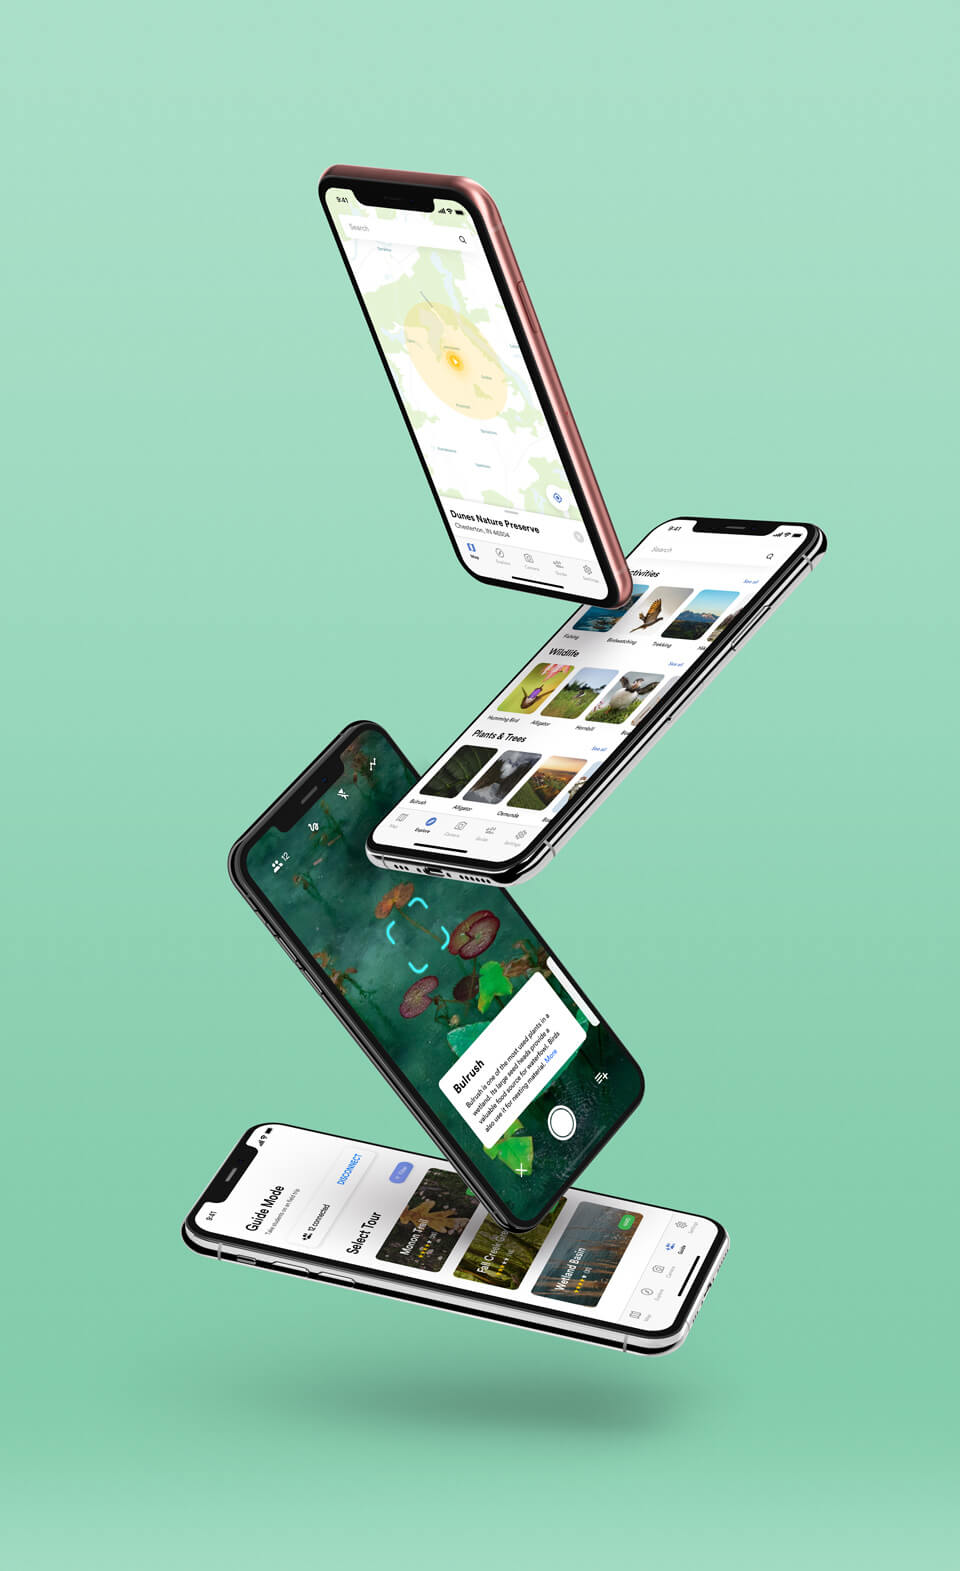 9:41
Search
Dunes Nature Preserve
Chesterton, IN 46304
Map
Explore
Camera
Guide
Settings
9:41
Search
See all
Fishing
Birdwatching
Trekking
Wildlife
See all
Humming Bird
Alligator
Hornbill
Plants & Trees
See all
Bulrush
Alligator
Osmunda
Map
Explore
Camera
Guide
Settings
12
Bulrush
Bulrush is one of the most used plants in a
wetland. Its large seed heads provide a
valuable food source for waterfowl. Birds
also use it for nesting material. More
9:41
Guide Mode
Take students on an field trip
12 connected
DISCONNECT
Select Tour
Monon Trail
Fall Creek
Wetland Basin
Map
Explore
Camera
Guide
Settings